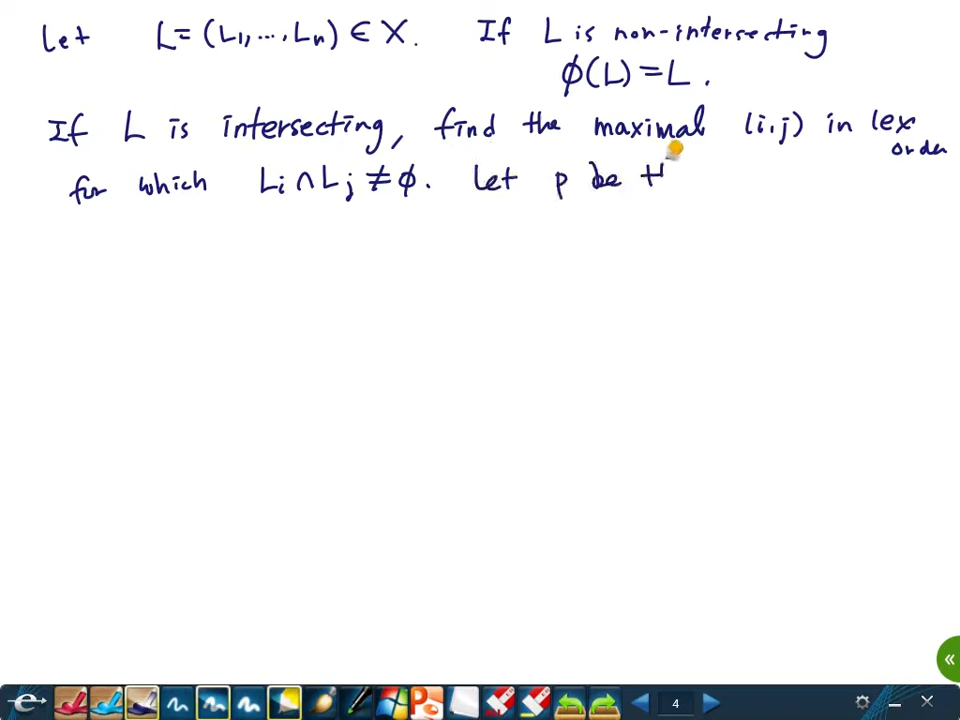 Let L = (L1, ..., Ln) ∈ X. If L is non-intersecting
ϕ(L) = L.
If L is intersecting, find the maximal (i,j) in lex
order
for which Li ∩ Lj ≠ ϕ. Let p be t
4